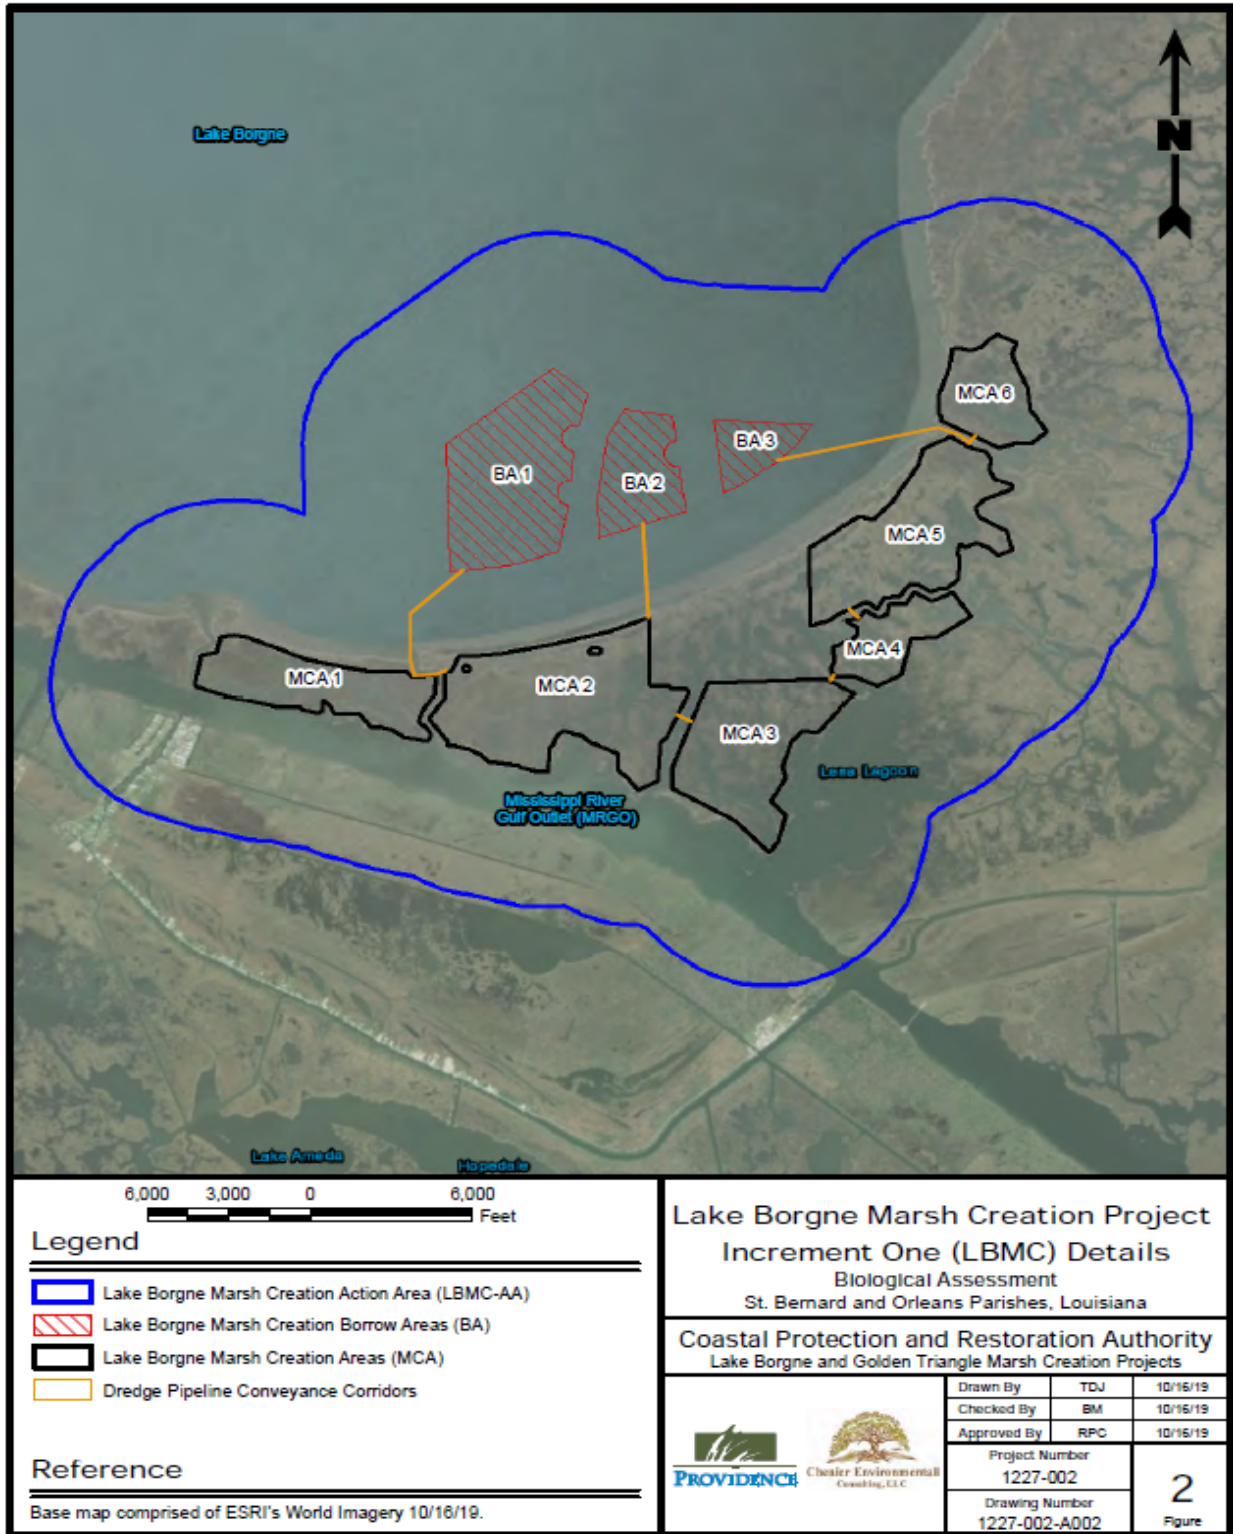 Lake Borgne
N
MCA 6
BA 3
BA 1
BA 2
MCA 5
MCA 4
MCA 1
MCA 2
MCA 3
Lena Lagoon
Mississippi River
Gulf Outlet (MRGO)
Lake Ameda
Hopedale
6,000 3,000 0 6,000
Feet
Legend
Lake Borgne Marsh Creation Action Area (LBMC-AA)
Lake Borgne Marsh Creation Borrow Areas (BA)
Lake Borgne Marsh Creation Areas (MCA)
Dredge Pipeline Conveyance Corridors
Reference
Base map comprised of ESRI's World Imagery 10/16/19.
Lake Borgne Marsh Creation Project
Increment One (LBMC) Details
Biological Assessment
St. Bernard and Orleans Parishes, Louisiana
Coastal Protection and Restoration Authority
Lake Borgne and Golden Triangle Marsh Creation Projects
PROVIDENCE
Chenier Environmental
Consulting, LLC
Drawn By TDJ 10/16/19
Checked By BM 10/16/19
Approved By RPC 10/16/19
Project Number
1227-002
Drawing Number
1227-002-A002
2
Figure